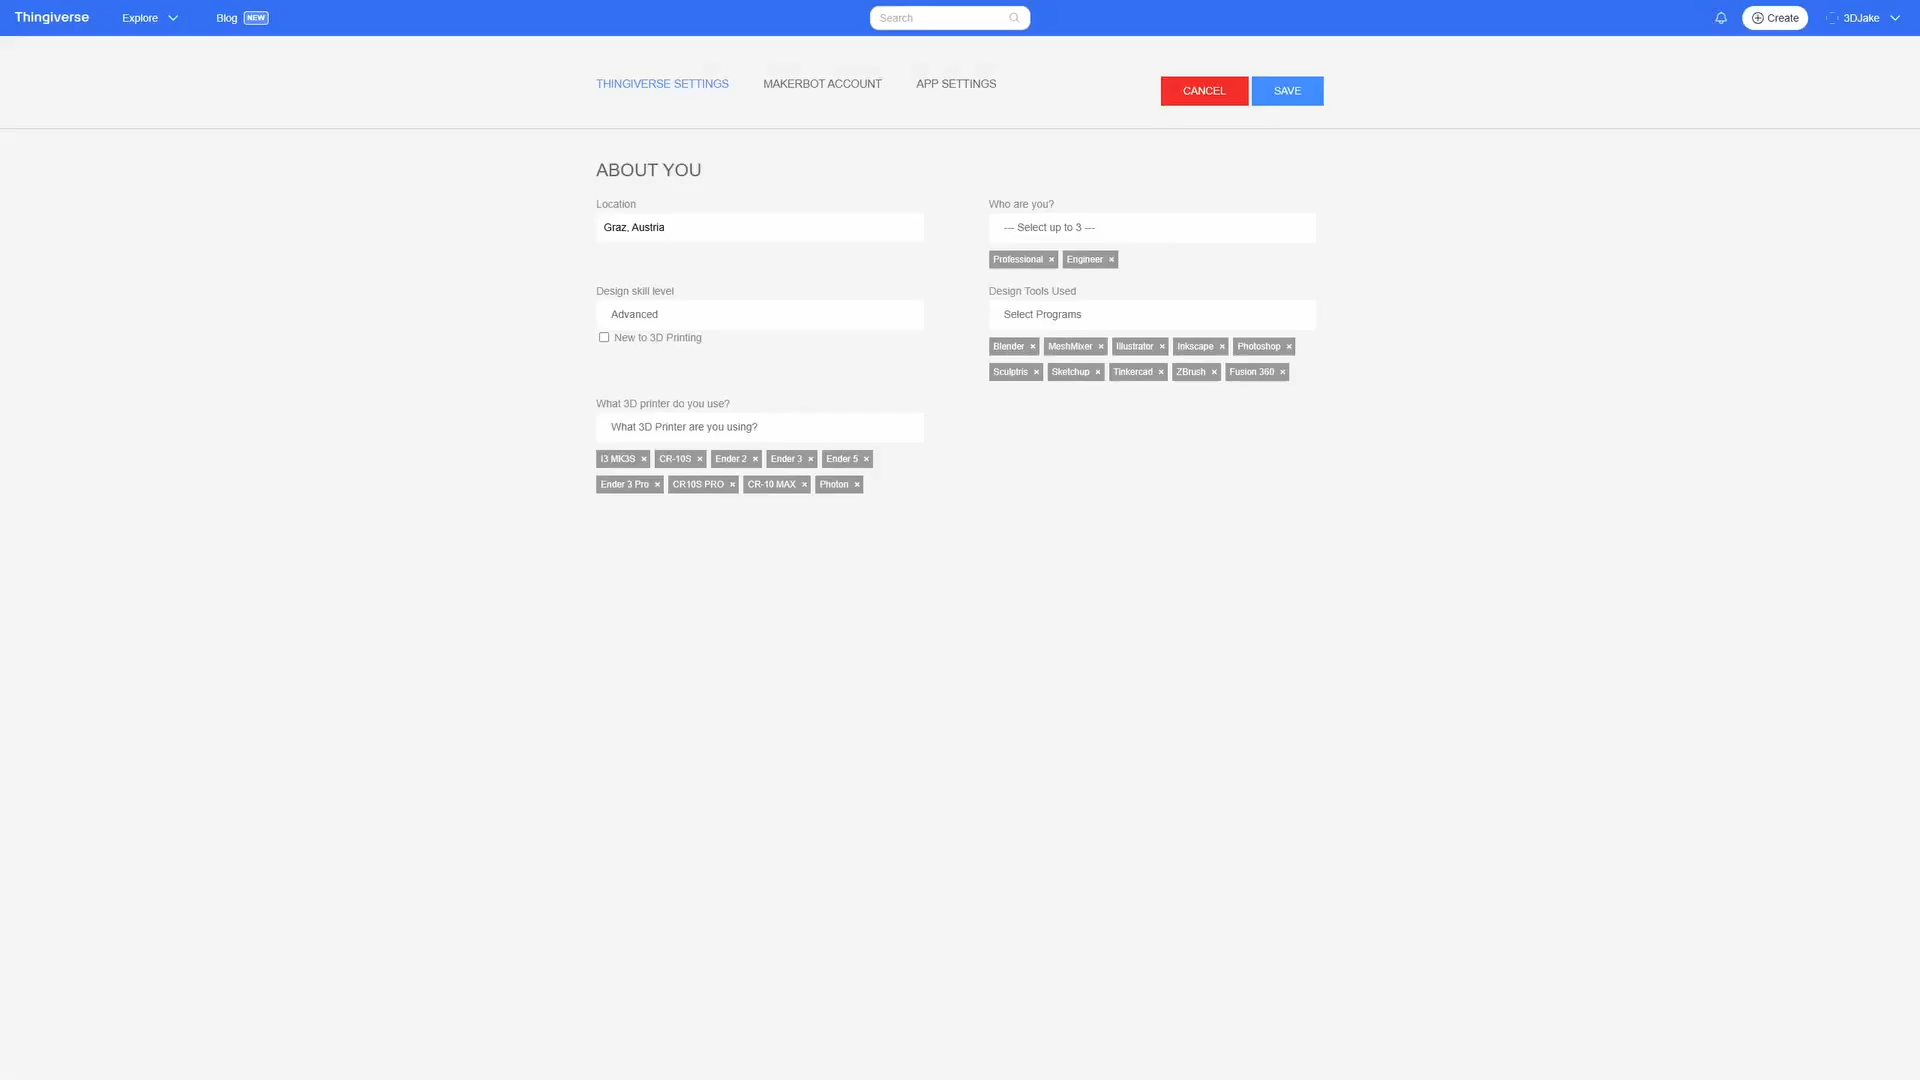 Thingiverse Explore Blog NEW Search Create 3DJake
THINGIVERSE SETTINGS MAKERBOT ACCOUNT APP SETTINGS CANCEL SAVE
ABOUT YOU
Location
Graz, Austria
Who are you?
--- Select up to 3 ---
Professional × Engineer ×
Design skill level
Advanced
New to 3D Printing
Design Tools Used
Select Programs
Blender × MeshMixer × Illustrator × Inkscape × Photoshop ×
Sculptris × Sketchup × Tinkercad × ZBrush × Fusion 360 ×
What 3D printer do you use?
What 3D Printer are you using?
I3 MK3S × CR-10S × Ender 2 × Ender 3 × Ender 5 ×
Ender 3 Pro × CR10S PRO × CR-10 MAX × Photon ×